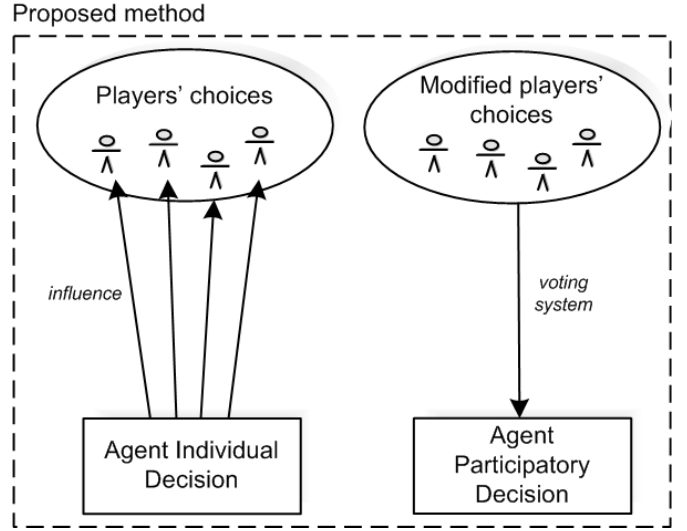 Proposed method
Players' choices
Modified players'
choices
influence
voting
system
Agent Individual
Decision
Agent
Participatory
Decision